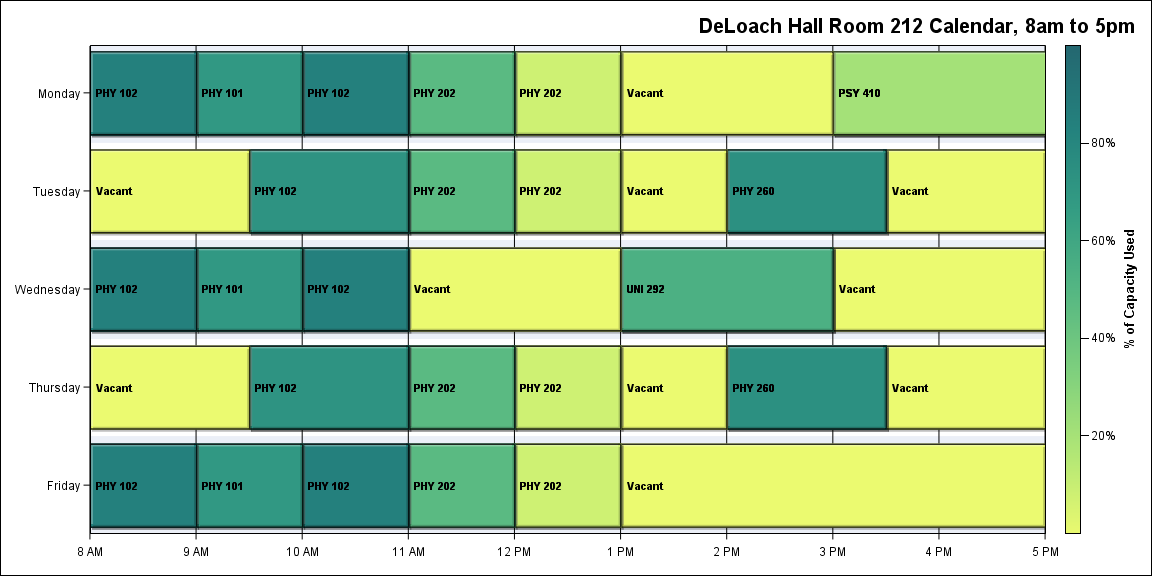 DeLoach Hall Room 212 Calendar, 8am to 5pm
Monday PHY 102 PHY 101 PHY 102 PHY 202 PHY 202 Vacant PSY 410
Tuesday Vacant PHY 102 PHY 202 PHY 202 Vacant PHY 260 Vacant
Wednesday PHY 102 PHY 101 PHY 102 Vacant UNI 292 Vacant
Thursday Vacant PHY 102 PHY 202 PHY 202 Vacant PHY 260 Vacant
Friday PHY 102 PHY 101 PHY 102 PHY 202 PHY 202 Vacant
8 AM 9 AM 10 AM 11 AM 12 PM 1 PM 2 PM 3 PM 4 PM 5 PM
80%
60%
40%
20%
% of Capacity Used